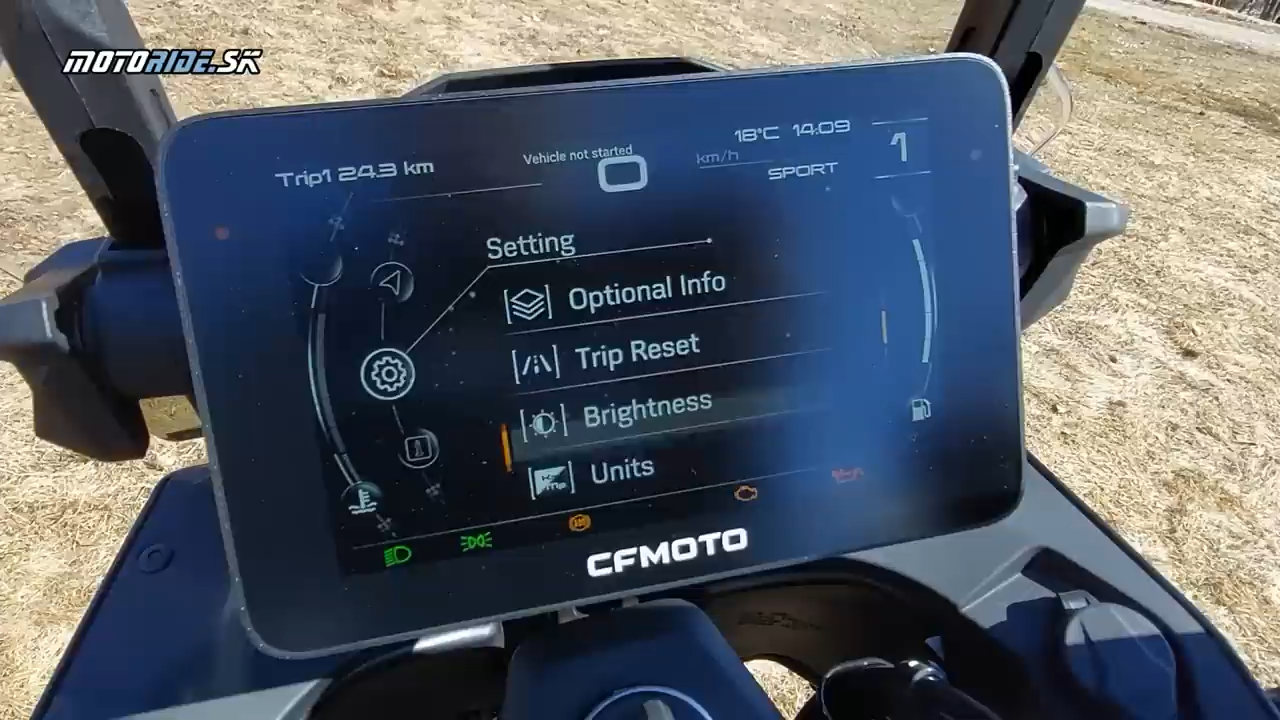 MOTORIDE.SK
18°C 14:09
Trip1 24.3 km
Vehicle not started
0
km/h
SPORT
1
Setting
Optional Info
Trip Reset
Brightness
Units
CFMOTO